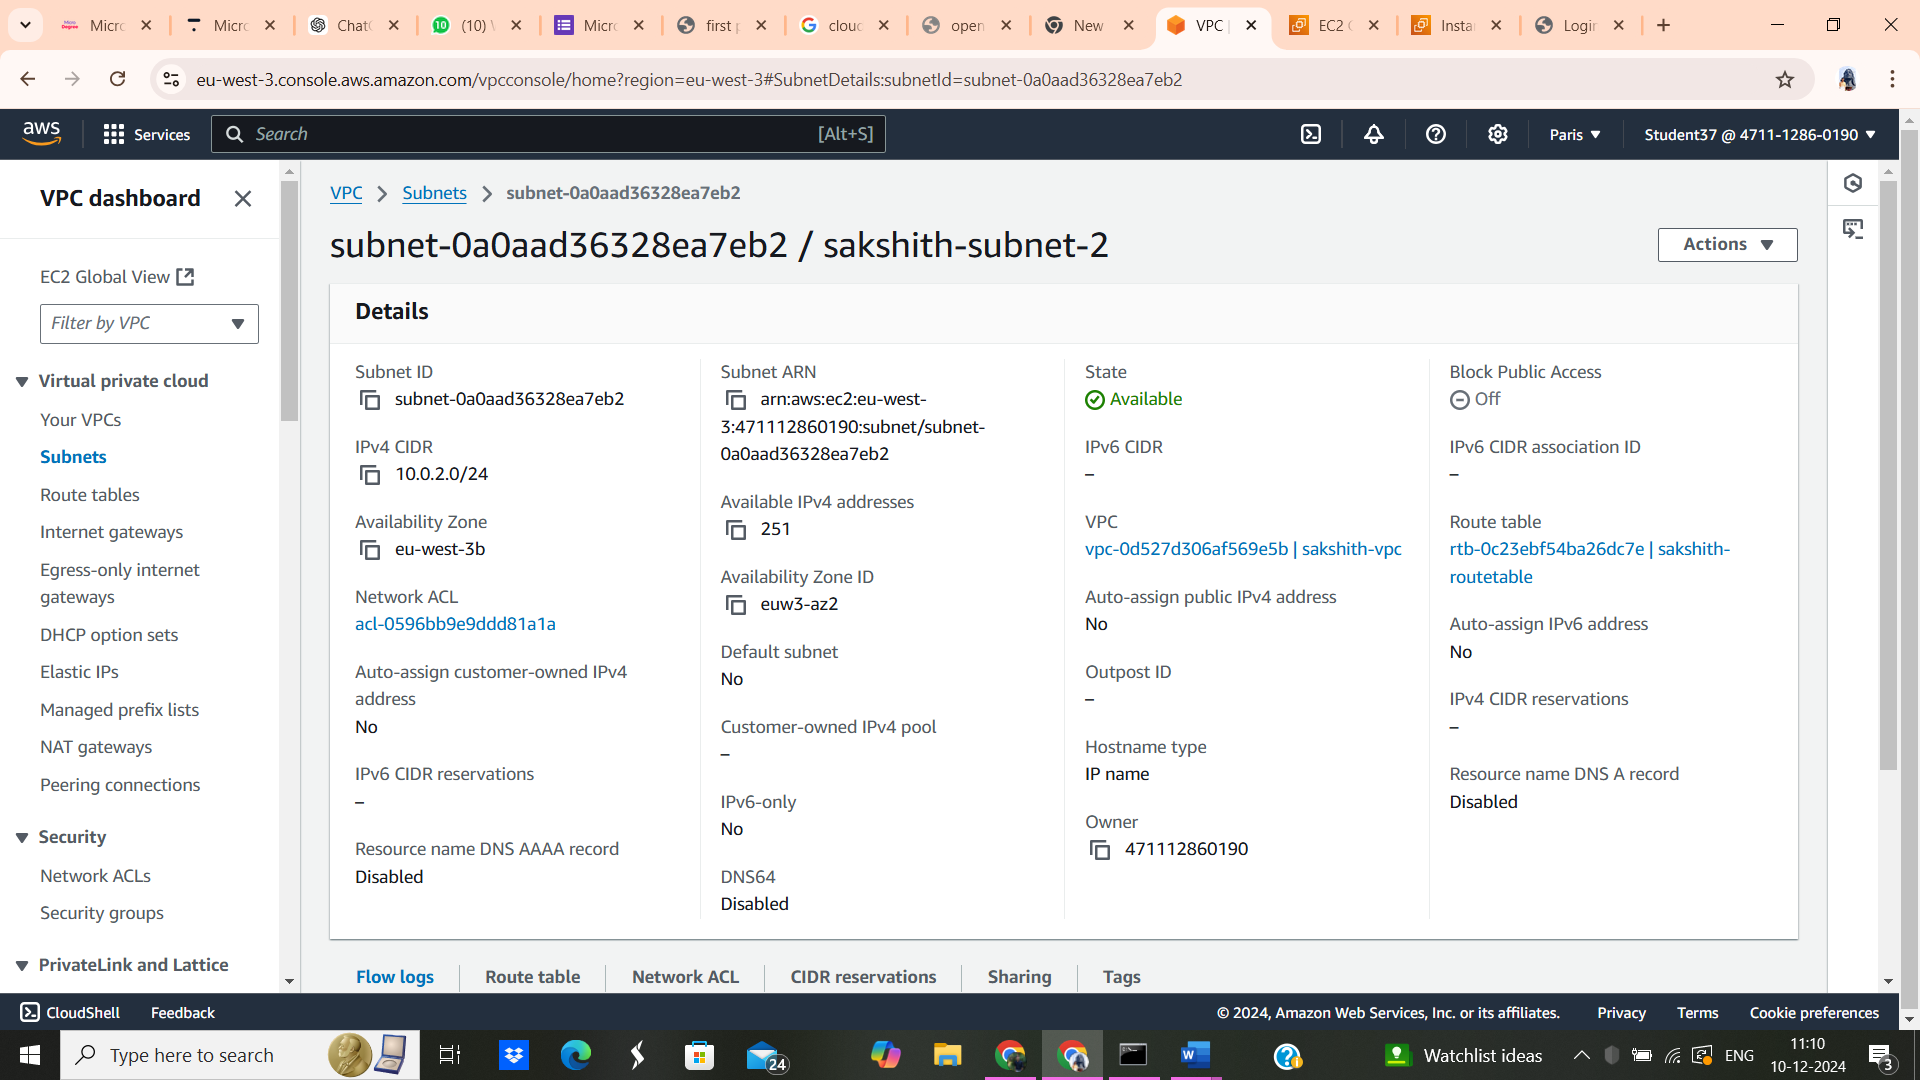 Micro
Micro
Chat
(10) W
Micro
first p
clou
open
New
VPC |
EC2
Insta
Login
eu-west-3.console.aws.amazon.com/vpcconsole/home?region=eu-west-3#SubnetDetails:subnetId=subnet-0a0aad36328ea7eb2
aws
Services
Search
[Alt+S]
Paris
Student37 @ 4711-1286-0190
VPC dashboard
EC2 Global View
Filter by VPC
Virtual private cloud
Your VPCs
Subnets
Route tables
Internet gateways
Egress-only internet
gateways
DHCP option sets
Elastic IPs
Managed prefix lists
NAT gateways
Peering connections
Security
Network ACLs
Security groups
PrivateLink and Lattice
VPC
Subnets
subnet-0a0aad36328ea7eb2
subnet-0a0aad36328ea7eb2 / sakshith-subnet-2
Actions
Details
Subnet ID
subnet-0a0aad36328ea7eb2
IPv4 CIDR
10.0.2.0/24
Availability Zone
eu-west-3b
Network ACL
acl-0596bb9e9ddd81a1a
Auto-assign customer-owned IPv4
address
No
IPv6 CIDR reservations
–
Resource name DNS AAAA record
Disabled
Subnet ARN
arn:aws:ec2:eu-west-
3:471112860190:subnet/subnet-
0a0aad36328ea7eb2
Available IPv4 addresses
251
Availability Zone ID
euw3-az2
Default subnet
No
Customer-owned IPv4 pool
–
IPv6-only
No
DNS64
Disabled
State
Available
IPv6 CIDR
–
VPC
vpc-0d527d306af569e5b | sakshith-vpc
Auto-assign public IPv4 address
No
Outpost ID
–
Hostname type
IP name
Owner
471112860190
Block Public Access
Off
IPv6 CIDR association ID
–
Route table
rtb-0c23ebf54ba26dc7e | sakshith-
routetable
Auto-assign IPv6 address
No
IPv4 CIDR reservations
–
Resource name DNS A record
Disabled
Flow logs
Route table
Network ACL
CIDR reservations
Sharing
Tags
CloudShell
Feedback
© 2024, Amazon Web Services, Inc. or its affiliates.
Privacy
Terms
Cookie preferences
Type here to search
24
Watchlist ideas
ENG
11:10
10-12-2024
3